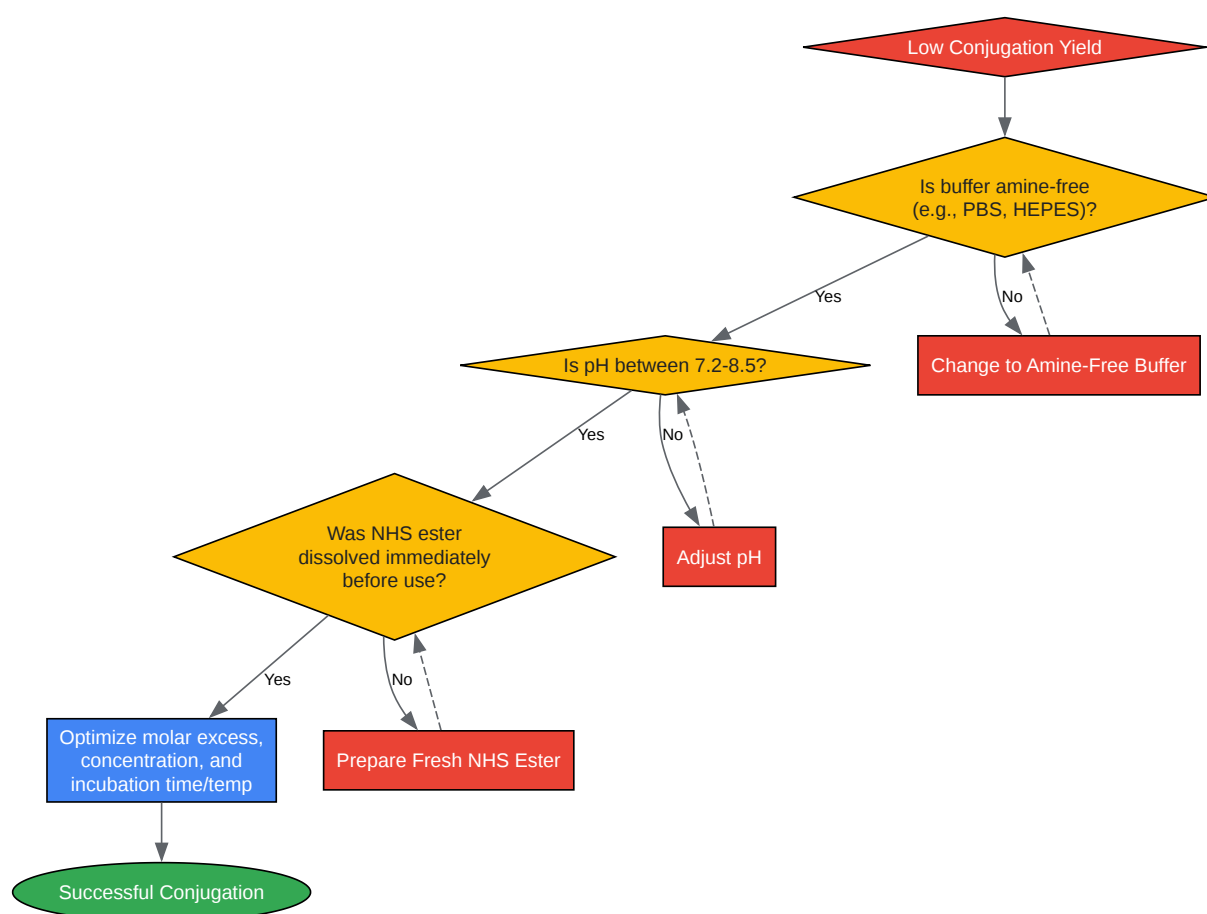 Low Conjugation Yield
Is buffer amine-free
(e.g., PBS, HEPES)?
Yes
No
Change to Amine-Free Buffer
Is pH between 7.2-8.5?
Yes
No
Adjust pH
Was NHS ester
dissolved immediately
before use?
Yes
No
Prepare Fresh NHS Ester
Optimize molar excess,
concentration, and
incubation time/temp
Successful Conjugation